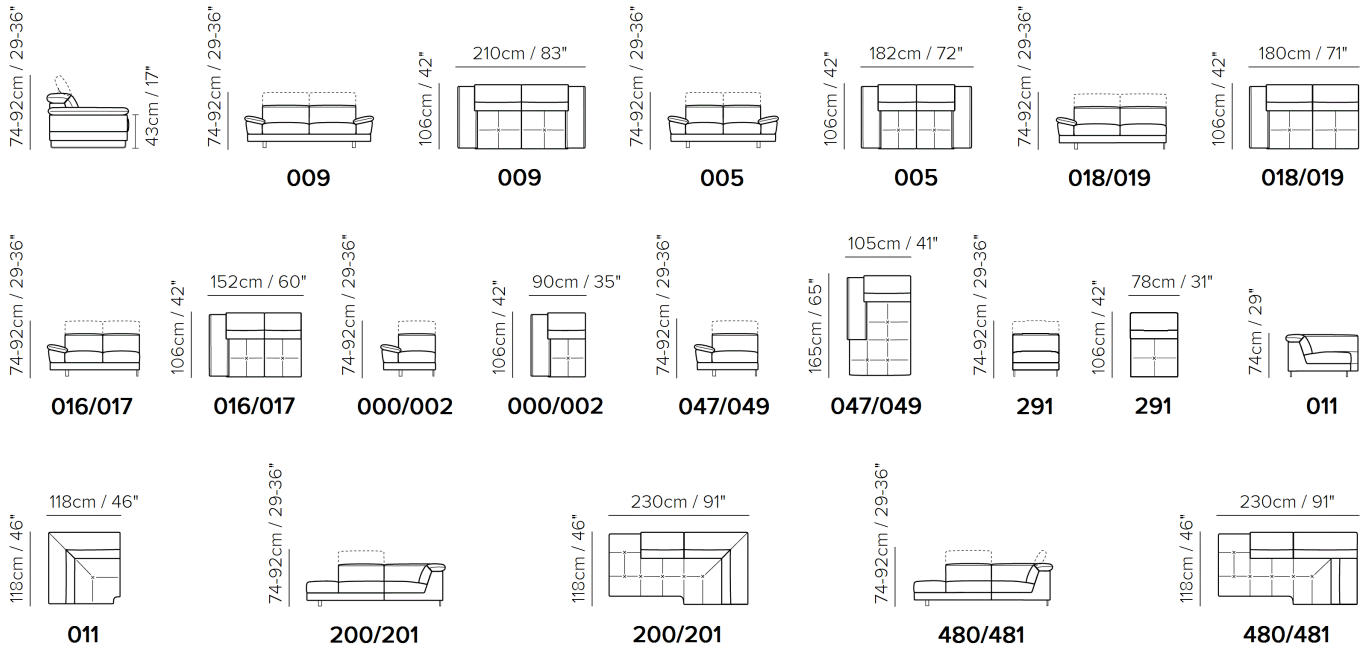 74-92cm / 29-36"
43cm / 17"
74-92cm / 29-36"
009
106cm / 42"
210cm / 83"
009
74-92cm / 29-36"
005
106cm / 42"
182cm / 72"
005
74-92cm / 29-36"
018/019
106cm / 42"
180cm / 71"
018/019
74-92cm / 29-36"
016/017
106cm / 42"
152cm / 60"
016/017
74-92cm / 29-36"
000/002
106cm / 42"
90cm / 35"
000/002
74-92cm / 29-36"
047/049
165cm / 65"
105cm / 41"
047/049
74-92cm / 29-36"
291
106cm / 42"
78cm / 31"
291
74cm / 29"
011
118cm / 46"
118cm / 46"
011
74-92cm / 29-36"
200/201
118cm / 46"
230cm / 91"
200/201
74-92cm / 29-36"
480/481
118cm / 46"
230cm / 91"
480/481